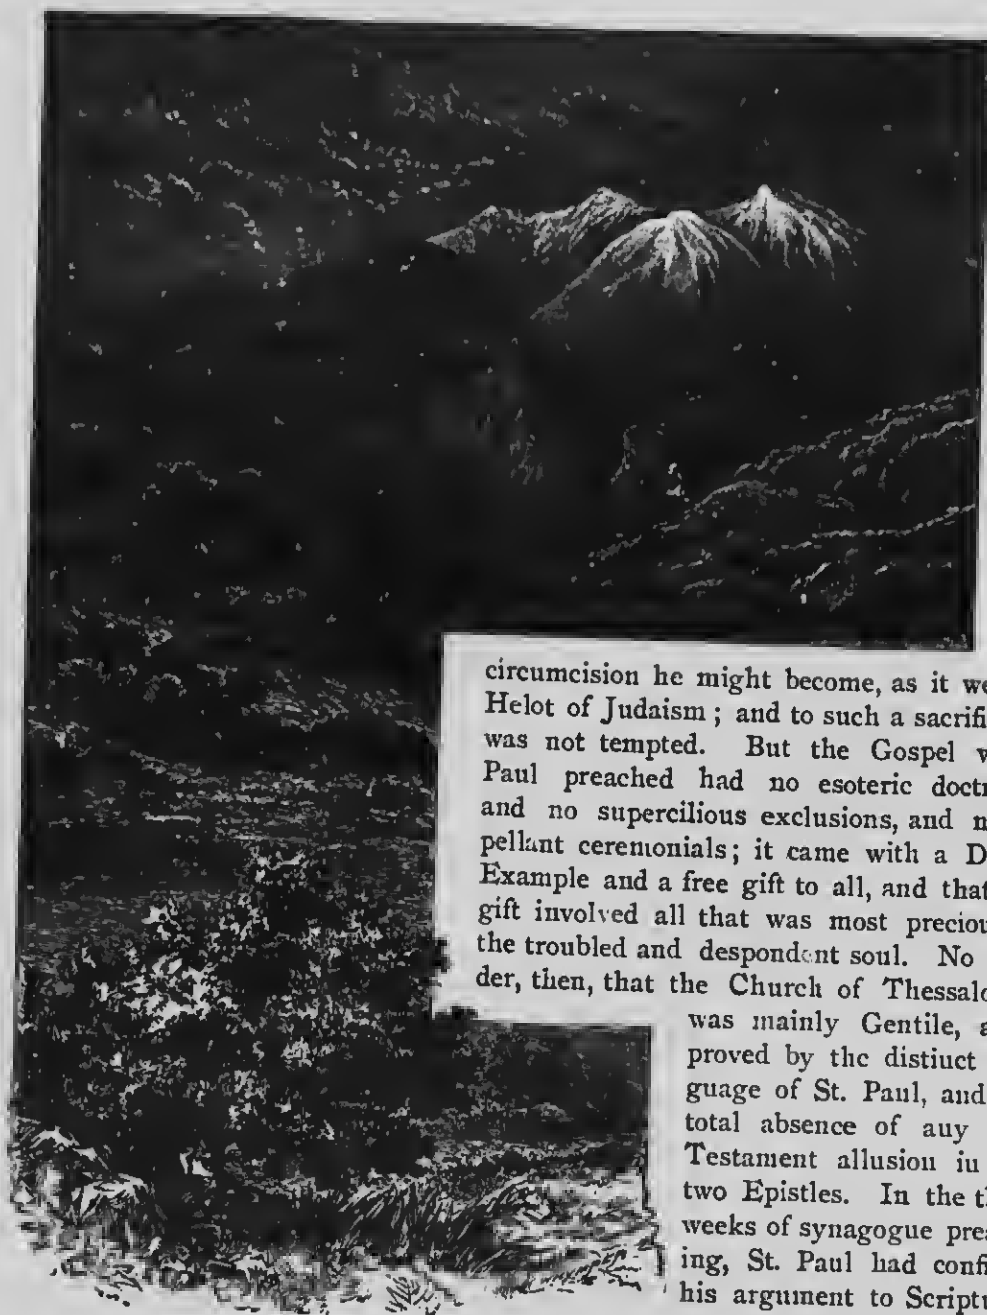 circumcision he might become, as it we
Helot of Judaism; and to such a sacrifi
was not tempted. But the Gospel w
Paul preached had no esoteric doctr
and no supercilious exclusions, and n
pellant ceremonials; it came with a D
Example and a free gift to all, and that
gift involved all that was most preciou
the troubled and despondent soul. No
der, then, that the Church of Thessalo
was mainly Gentile, a
proved by the distinct
guage of St. Paul, and
total absence of any
Testament allusion in
two Epistles. In the th
weeks of synagogue prea
ing, St. Paul had confi
his argument to Scriptu